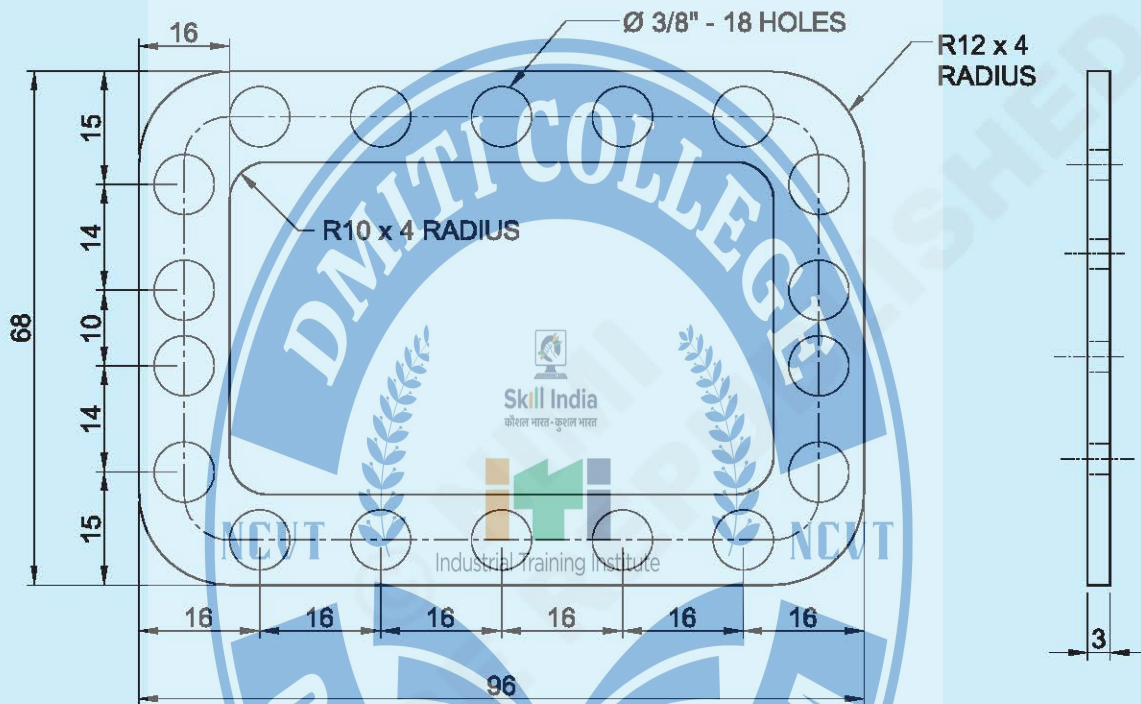 16
Ø 3/8" - 18 HOLES
R12 x 4
RADIUS
15
14
10
14
15
68
R10 x 4 RADIUS
DMITI COLLEGE
Skill India
कौशल भारत-कुशल भारत
iTi
Industrial Training Institute
NCVT
NCVT
16
16
16
16
16
16
96
3